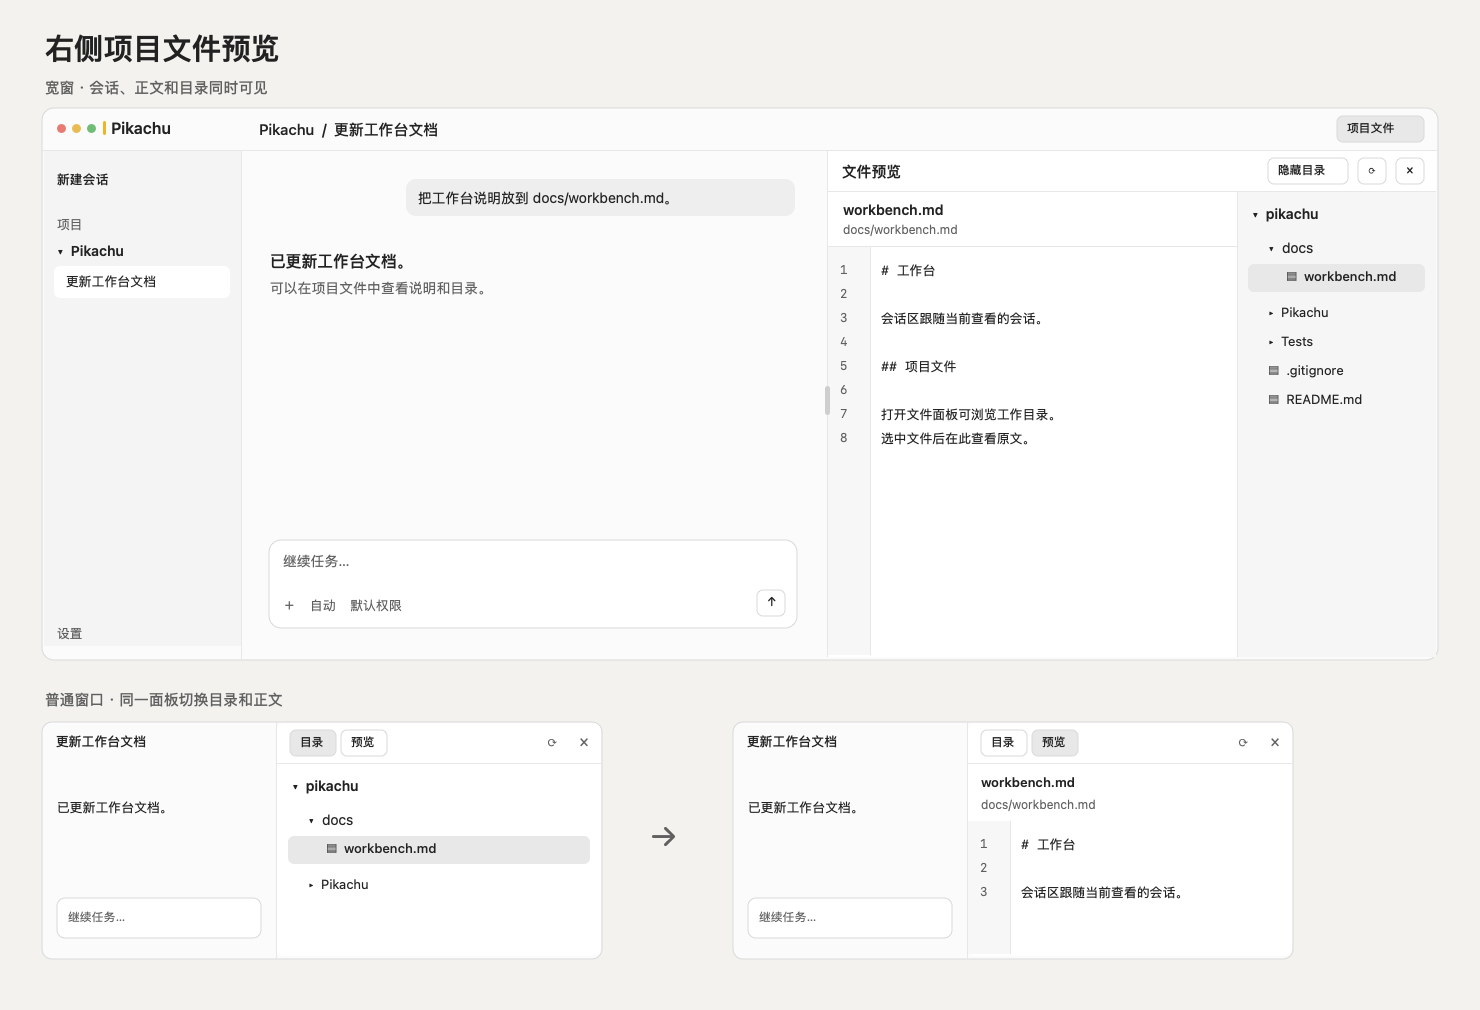 右侧项目文件预览
宽窗 · 会话、正文和目录同时可见
Pikachu
Pikachu / 更新工作台文档
项目文件
新建会话
项目
Pikachu
更新工作台文档
设置
把工作台说明放到 docs/workbench.md。
已更新工作台文档。
可以在项目文件中查看说明和目录。
继续任务...
+ 自动 默认权限
文件预览
隐藏目录
workbench.md
docs/workbench.md
1 # 工作台
2
3 会话区跟随当前查看的会话。
4
5 ## 项目文件
6
7 打开文件面板可浏览工作目录。
8 选中文件后在此查看原文。
pikachu
docs
workbench.md
Pikachu
Tests
.gitignore
README.md
普通窗口 · 同一面板切换目录和正文
更新工作台文档
已更新工作台文档。
继续任务...
目录 预览
pikachu
docs
workbench.md
Pikachu
更新工作台文档
已更新工作台文档。
继续任务...
目录 预览
workbench.md
docs/workbench.md
1 # 工作台
2
3 会话区跟随当前查看的会话。